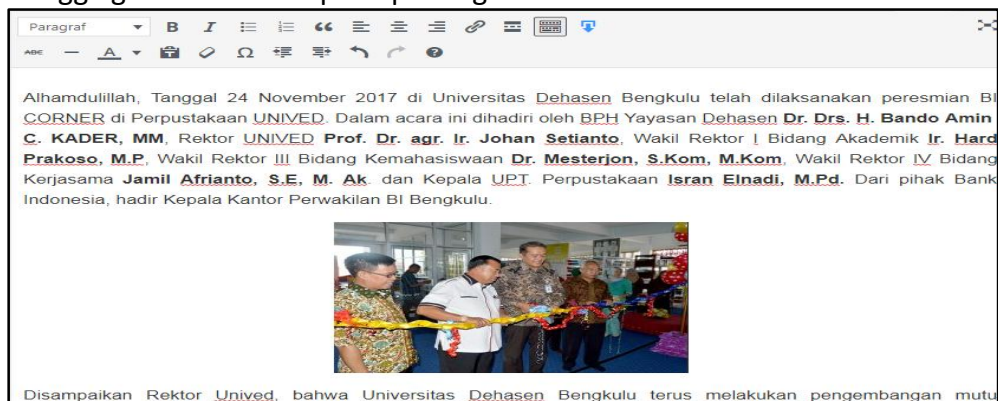 Paragraf
B I
ABC A Ω
Alhamdulillah, Tanggal 24 November 2017 di Universitas Dehasen Bengkulu telah dilaksanakan peresmian BI
CORNER di Perpustakaan UNIVED. Dalam acara ini dihadiri oleh BPH Yayasan Dehasen Dr. Drs. H. Bando Amin
C. KADER, MM, Rektor UNIVED Prof. Dr. agr. Ir. Johan Setianto, Wakil Rektor I Bidang Akademik Ir. Hard
Prakoso, M.P, Wakil Rektor III Bidang Kemahasiswaan Dr. Mesterjon, S.Kom, M.Kom, Wakil Rektor IV Bidang
Kerjasama Jamil Afrianto, S.E, M. Ak. dan Kepala UPT. Perpustakaan Isran Elnadi, M.Pd. Dari pihak Bank
Indonesia, hadir Kepala Kantor Perwakilan BI Bengkulu.
Disampaikan Rektor Unived, bahwa Universitas Dehasen Bengkulu terus melakukan pengembangan mutu